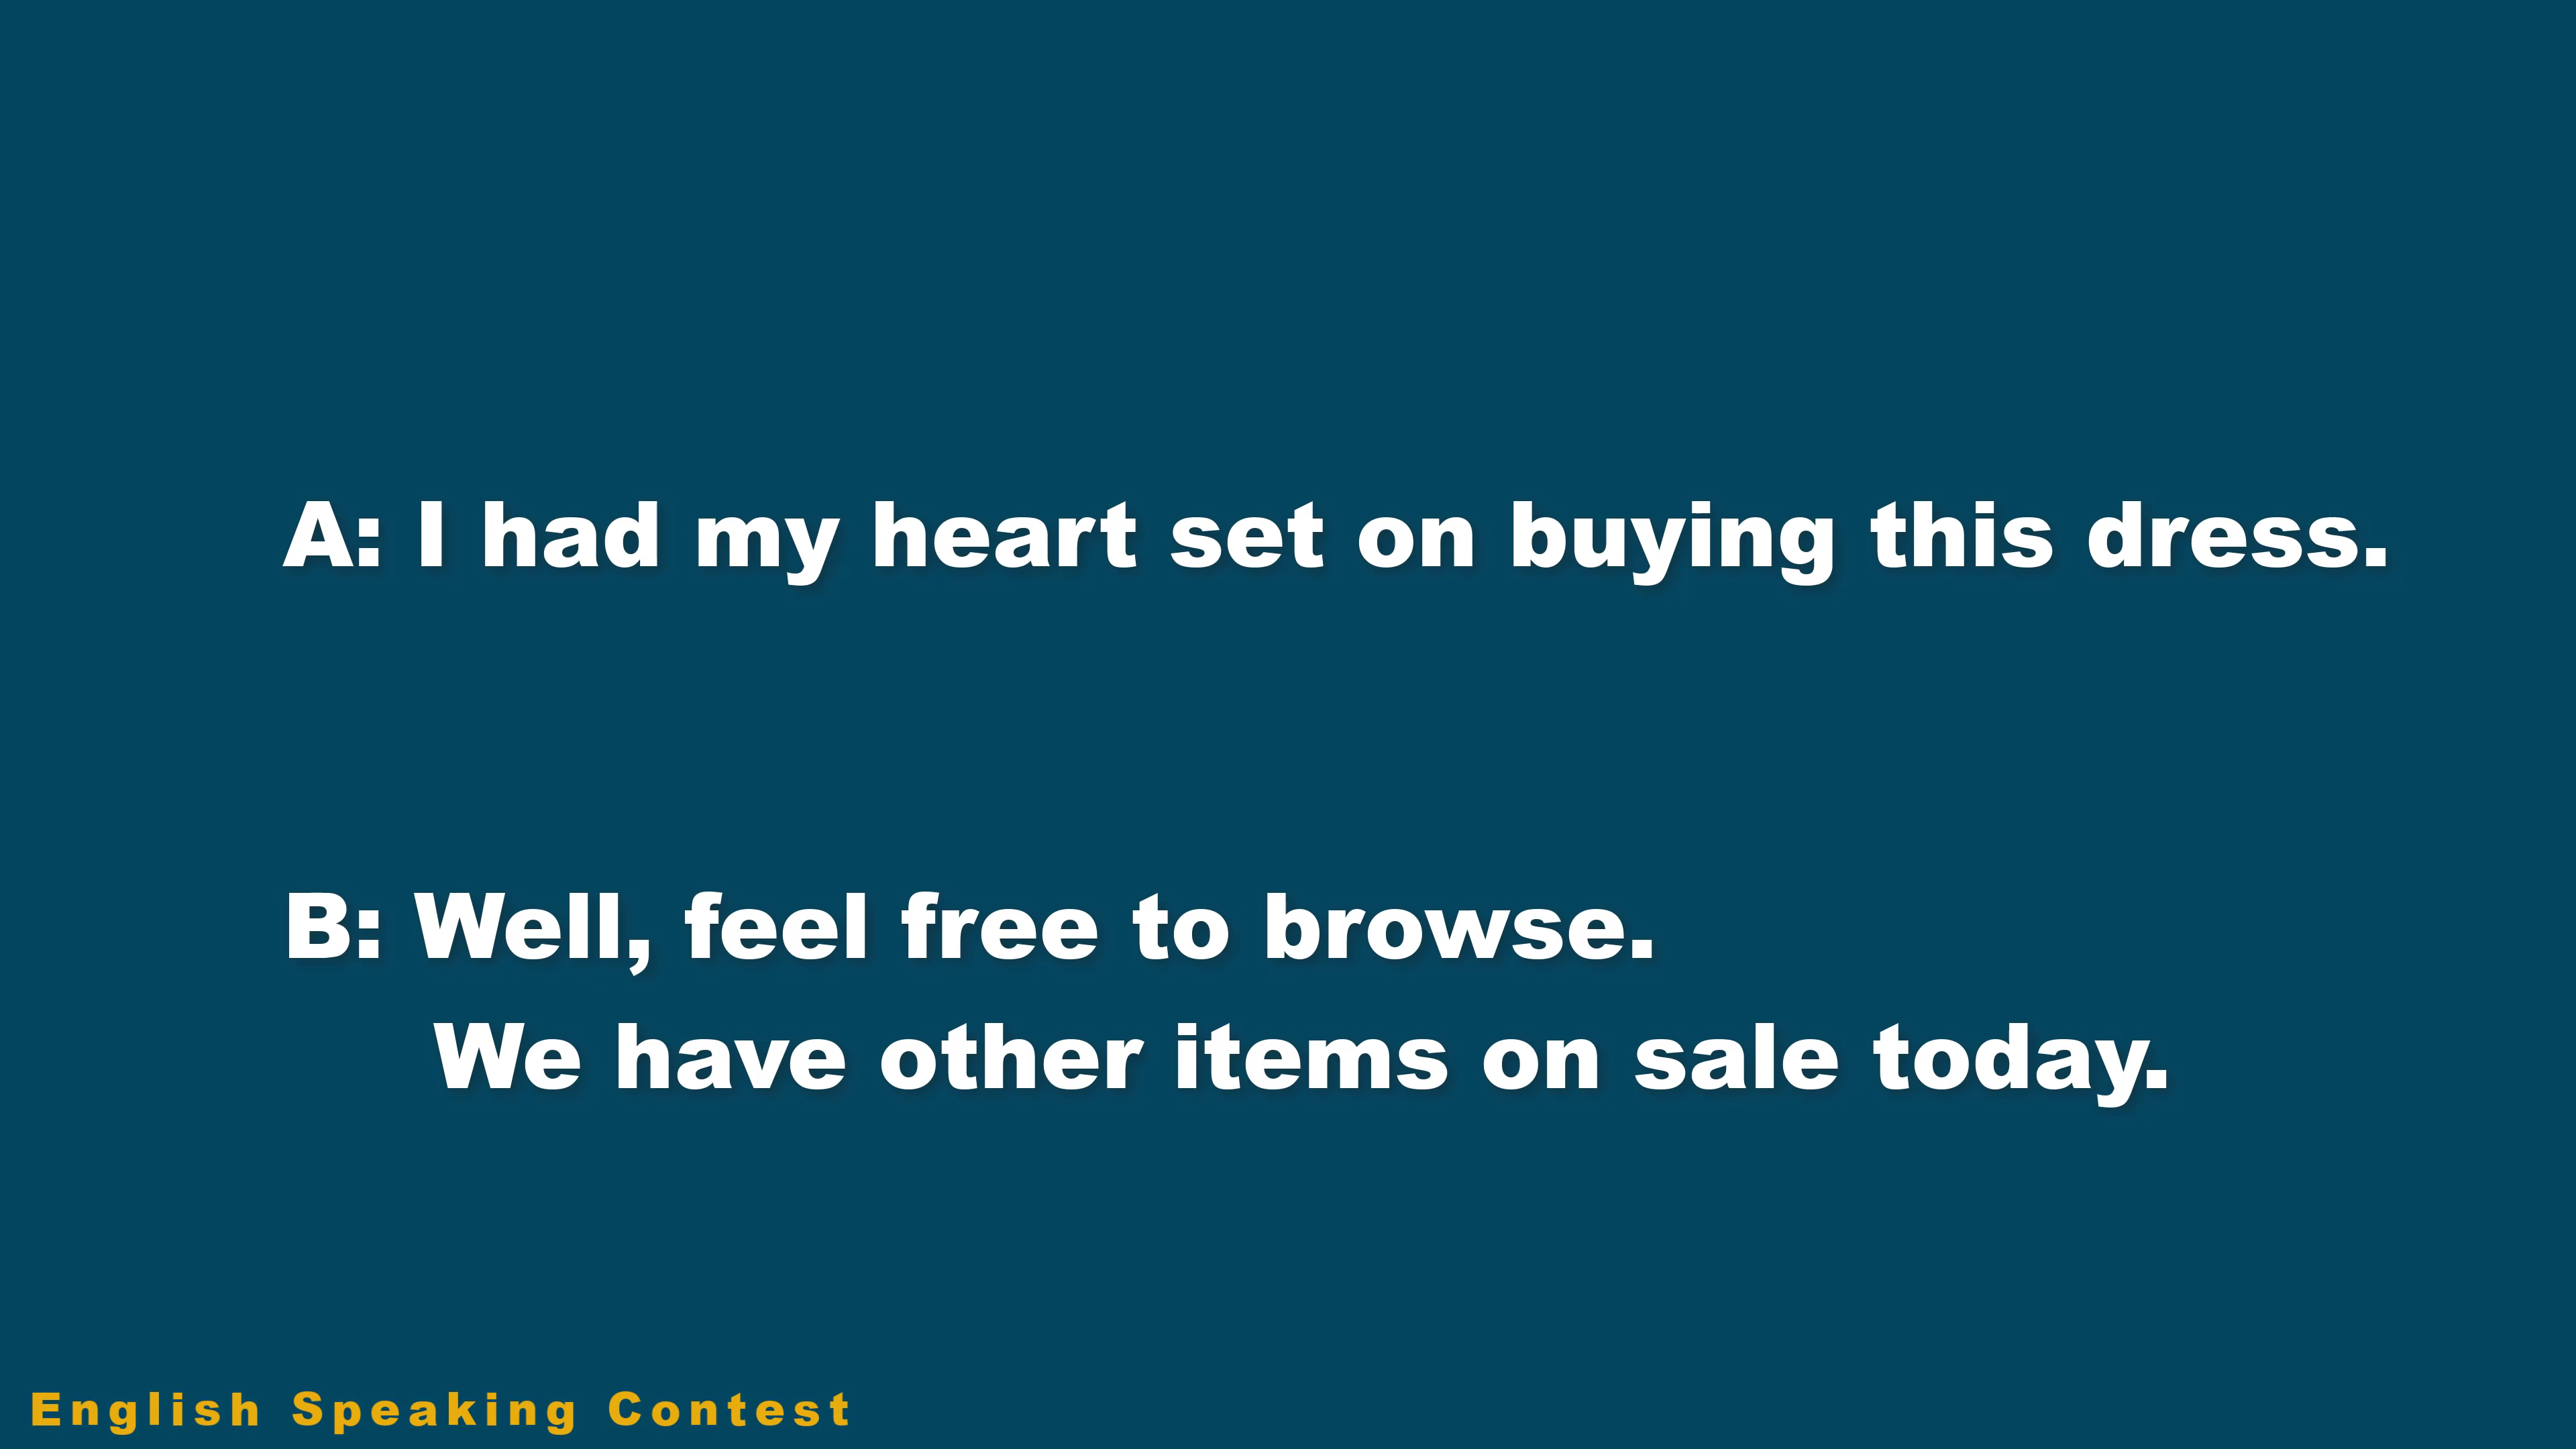 A: I had my heart set on buying this dress.
B: Well, feel free to browse.
We have other items on sale today.
English Speaking Contest